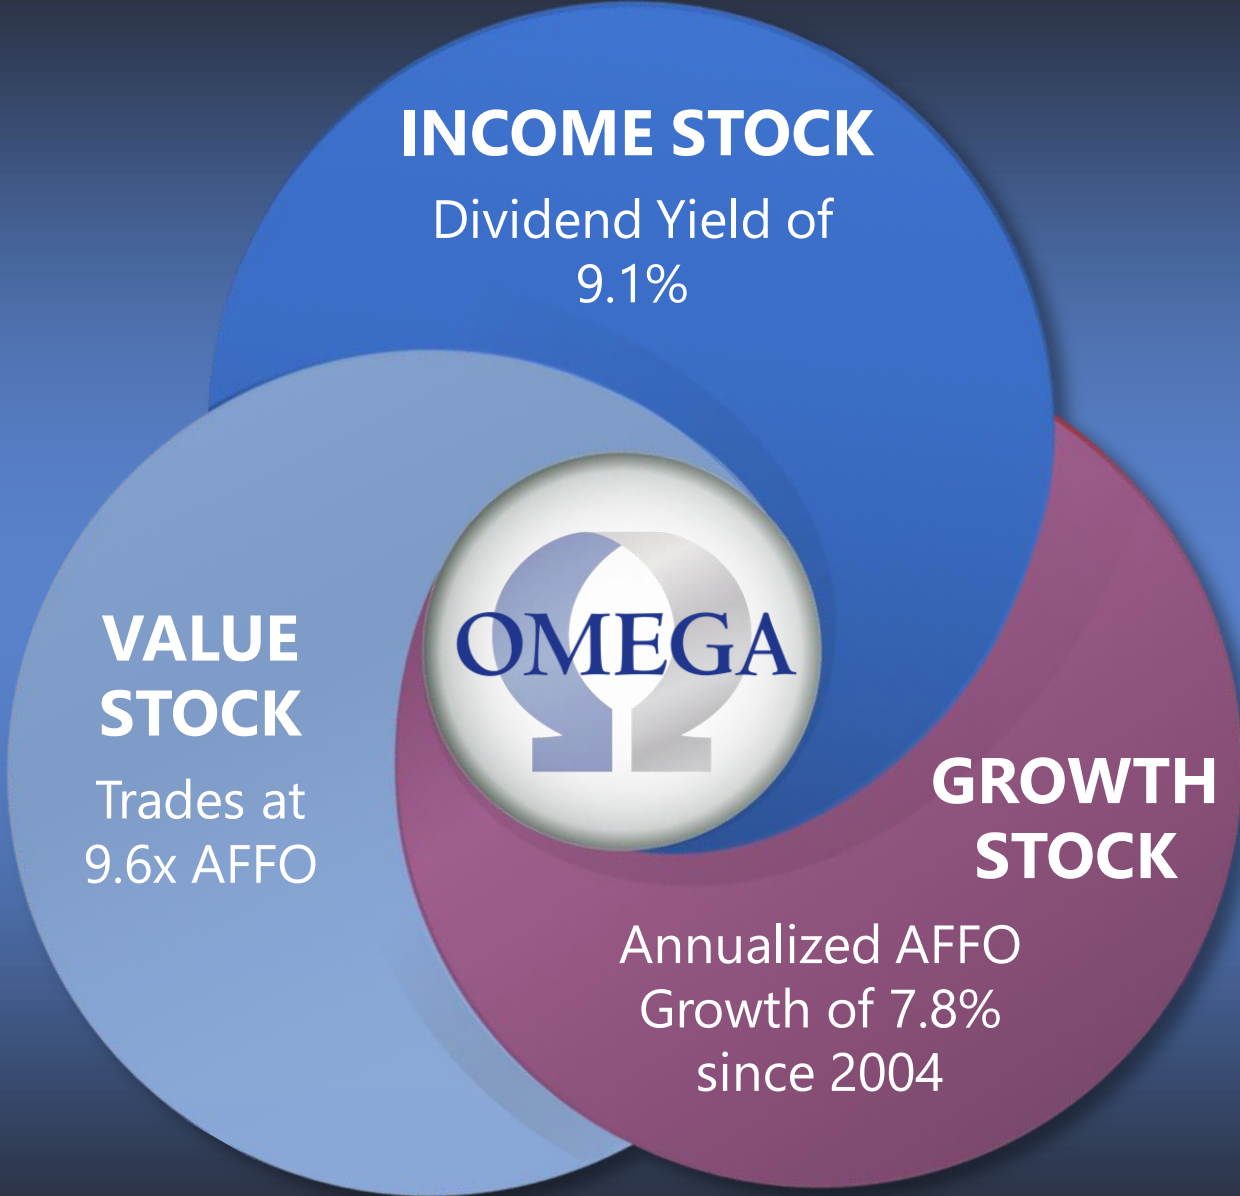 INCOME STOCK
Dividend Yield of
9.1%
OMEGA
VALUE
STOCK
Trades at
9.6x AFFO
GROWTH
STOCK
Annualized AFFO
Growth of 7.8%
since 2004